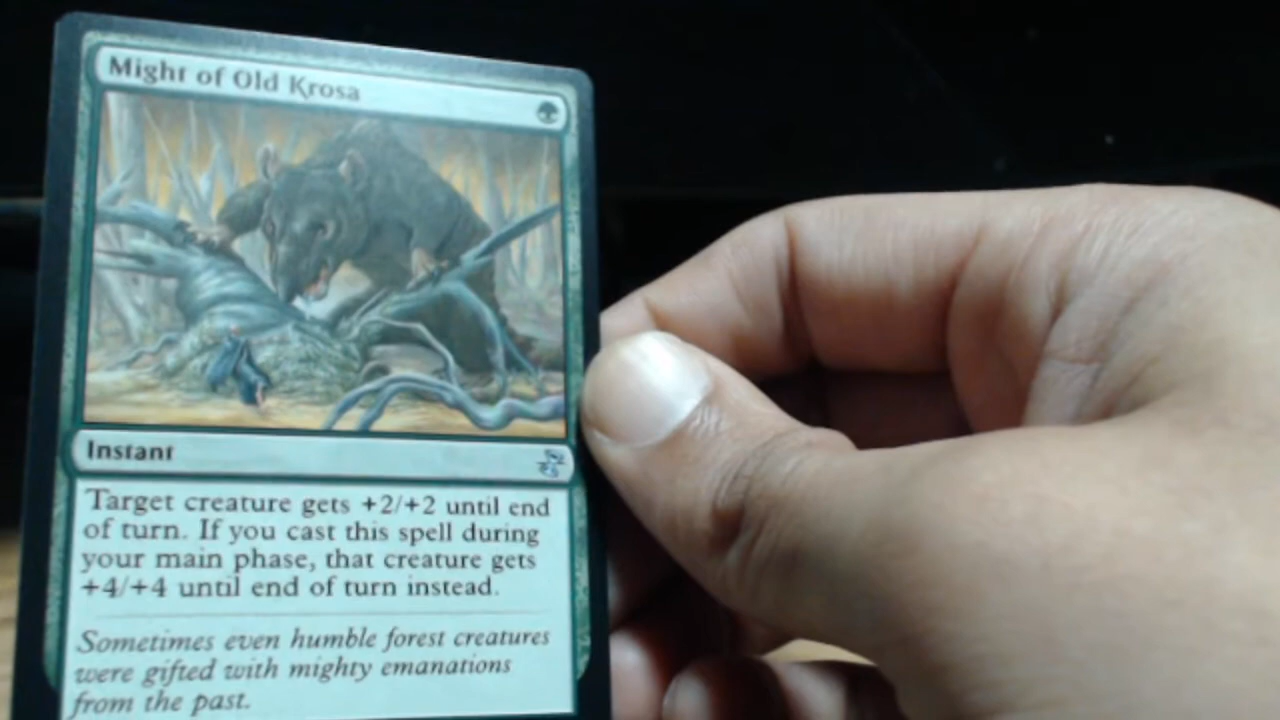 Might of Old Krosa
Instant
Target creature gets +2/+2 until end
of turn. If you cast this spell during
your main phase, that creature gets
+4/+4 until end of turn instead.
Sometimes even humble forest creatures
were gifted with mighty emanations
from the past.